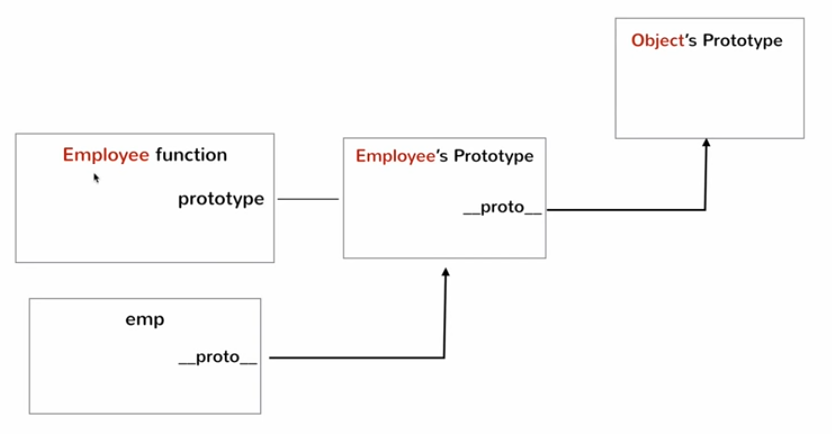 Object's Prototype
Employee function
prototype
Employee's Prototype
__proto__
emp
__proto__